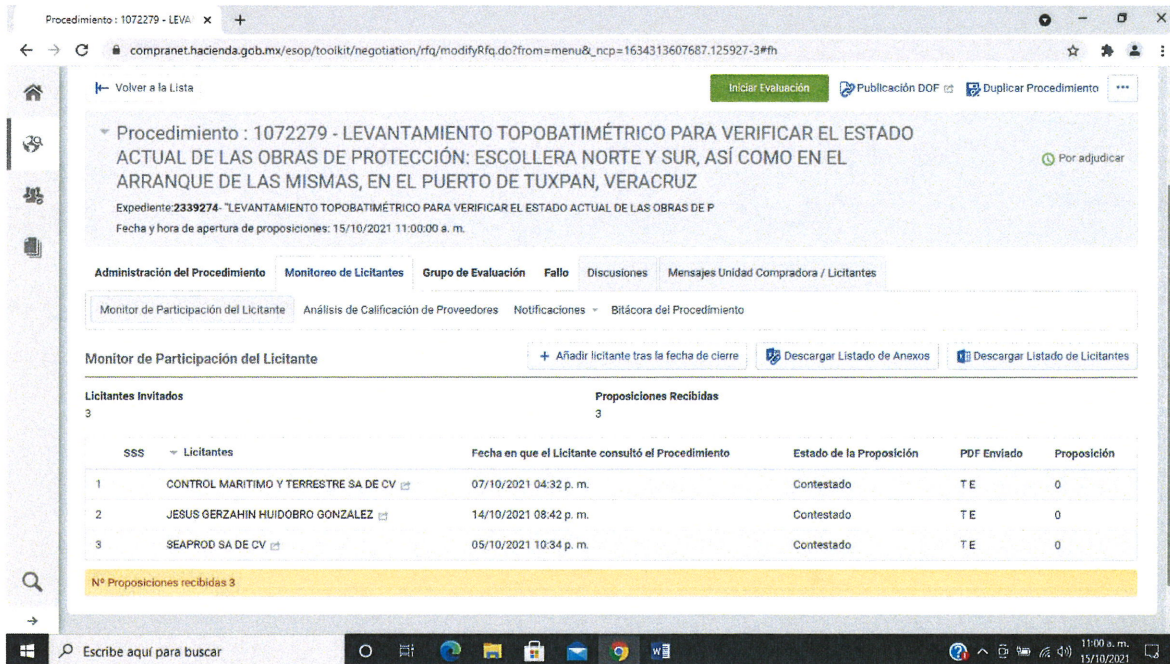 Procedimiento : 1072279 - LEVA
compranet.hacienda.gob.mx/esop/toolkit/negotiation/rfq/modifyRfq.do?from=menu&_ncp=1634313607687.125927-3#fh
Volver a la Lista
Iniciar Evaluación
Publicación DOF
Duplicar Procedimiento
Procedimiento : 1072279 - LEVANTAMIENTO TOPOBATIMÉTRICO PARA VERIFICAR EL ESTADO
ACTUAL DE LAS OBRAS DE PROTECCIÓN: ESCOLLERA NORTE Y SUR, ASÍ COMO EN EL
ARRANQUE DE LAS MISMAS, EN EL PUERTO DE TUXPAN, VERACRUZ
Por adjudicar
Expediente:2339274- "LEVANTAMIENTO TOPOBATIMÉTRICO PARA VERIFICAR EL ESTADO ACTUAL DE LAS OBRAS DE P
Fecha y hora de apertura de proposiciones: 15/10/2021 11:00:00 a. m.
Administración del Procedimiento Monitoreo de Licitantes Grupo de Evaluación Fallo Discusiones Mensajes Unidad Compradora / Licitantes
Monitor de Participación del Licitante Análisis de Calificación de Proveedores Notificaciones Bitácora del Procedimiento
Monitor de Participación del Licitante
+ Añadir licitante tras la fecha de cierre
Descargar Listado de Anexos
Descargar Listado de Licitantes
Licitantes Invitados Proposiciones Recibidas
3 3
SSS Licitantes Fecha en que el Licitante consultó el Procedimiento Estado de la Proposición PDF Enviado Proposición
1 CONTROL MARITIMO Y TERRESTRE SA DE CV 07/10/2021 04:32 p. m. Contestado T E 0
2 JESUS GERZAHIN HUIDOBRO GONZALEZ 14/10/2021 08:42 p. m. Contestado T E 0
3 SEAPROD SA DE CV 05/10/2021 10:34 p. m. Contestado T E 0
Nº Proposiciones recibidas 3
Escribe aquí para buscar
11:00 a. m.
15/10/2021